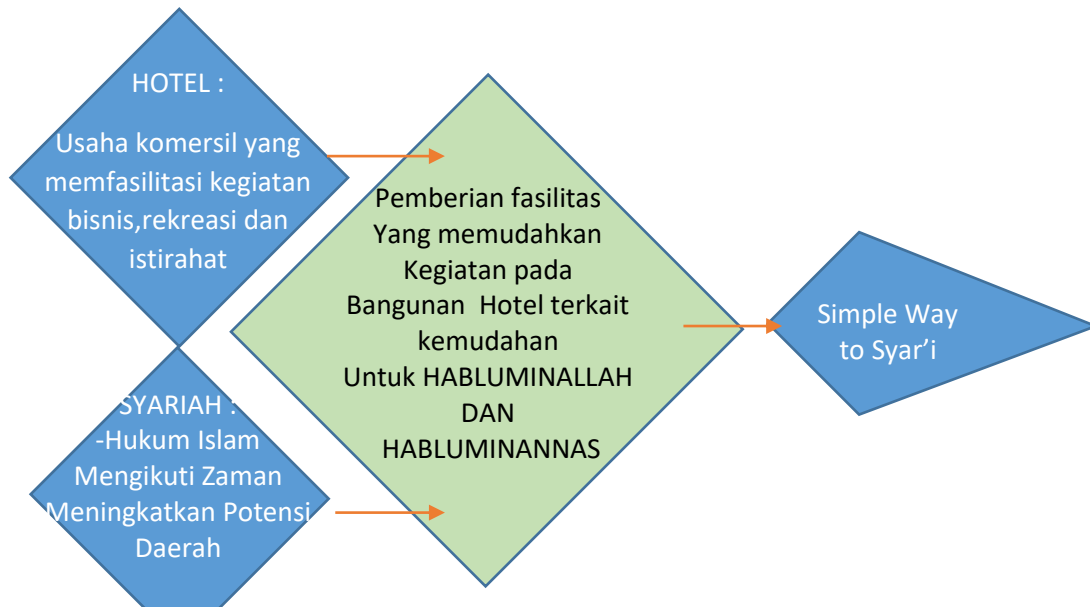 HOTEL :
Usaha komersil yang
memfasilitasi kegiatan
bisnis,rekreasi dan
istirahat
SYARIAH :
-Hukum Islam
Mengikuti Zaman
Meningkatkan Potensi
Daerah
Pemberian fasilitas
Yang memudahkan
Kegiatan pada
Bangunan Hotel terkait
kemudahan
Untuk HABLUMINALLAH
DAN
HABLUMINANNAS
Simple Way
to Syar’i